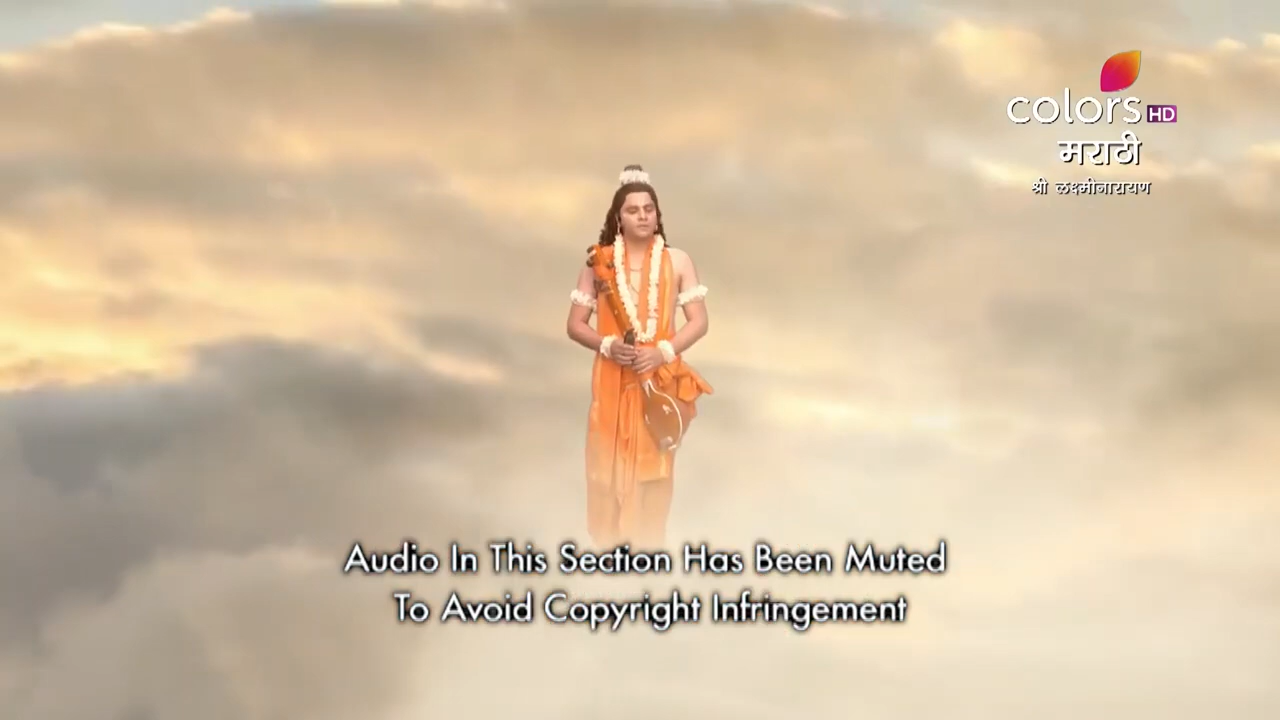 colors HD
मराठी
श्री लक्ष्मीनारायण
Audio In This Section Has Been Muted
To Avoid Copyright Infringement